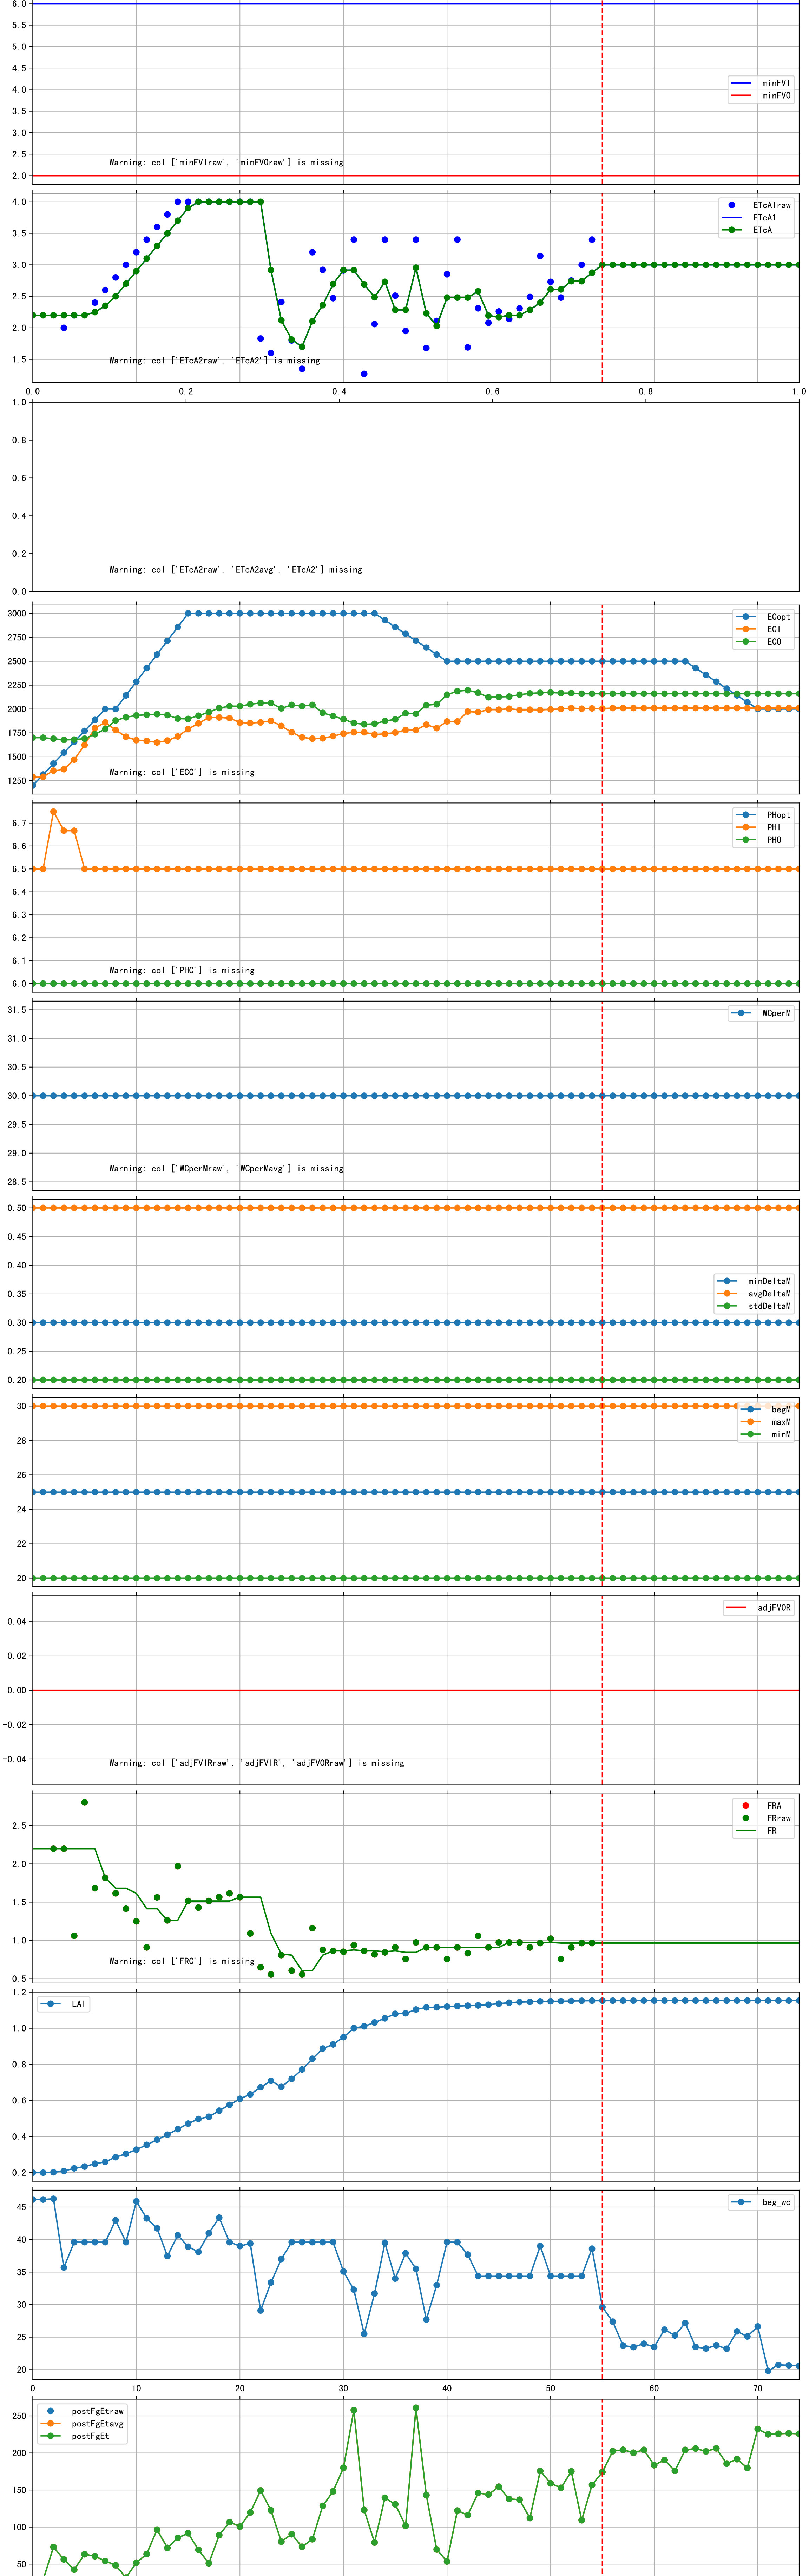 6.0
5.5
5.0
4.5
4.0
3.5
3.0
2.5
2.0
minFVI
minFVO
Warning: col ['minFVIraw', 'minFVOraw'] is missing
4.0
3.5
3.0
2.5
2.0
1.5
ETcA1raw
ETcA1
ETcA
Warning: col ['ETcA2raw', 'ETcA2'] is missing
0.0
0.2
0.4
0.6
0.8
1.0
1.0
0.8
0.6
0.4
0.2
0.0
Warning: col ['ETcA2raw', 'ETcA2avg', 'ETcA2'] missing
3000
2750
2500
2250
2000
1750
1500
1250
ECopt
ECI
ECO
Warning: col ['ECC'] is missing
6.7
6.6
6.5
6.4
6.3
6.2
6.1
6.0
PHopt
PHI
PHO
Warning: col ['PHC'] is missing
31.5
31.0
30.5
30.0
29.5
29.0
28.5
WCperM
Warning: col ['WCperMraw', 'WCperMavg'] is missing
0.50
0.45
0.40
0.35
0.30
0.25
0.20
minDeltaM
avgDeltaM
stdDeltaM
30
28
26
24
22
20
begM
maxM
minM
0.04
0.02
0.00
−0.02
−0.04
adjFVOR
Warning: col ['adjFVIRraw', 'adjFVIR', 'adjFVORraw'] is missing
2.5
2.0
1.5
1.0
0.5
FRA
FRraw
FR
Warning: col ['FRC'] is missing
1.2
1.0
0.8
0.6
0.4
0.2
LAI
45
40
35
30
25
20
beg_wc
0
10
20
30
40
50
60
70
250
200
150
100
50
postFgEtraw
postFgEtavg
postFgEt